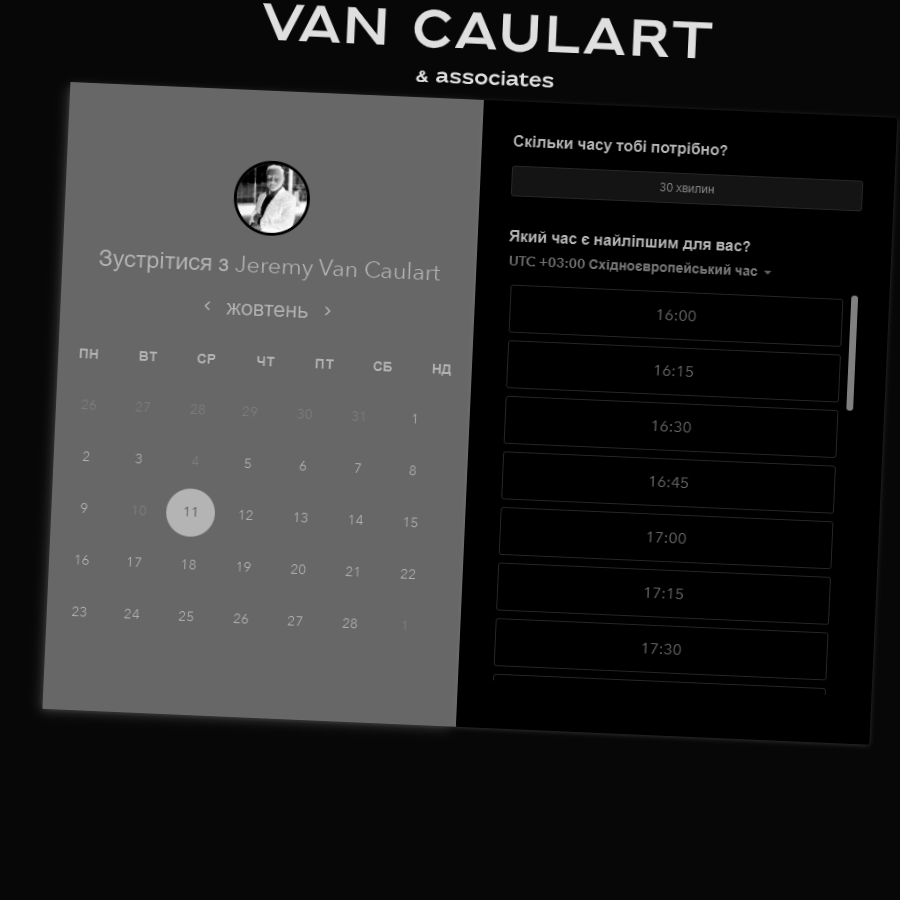 VAN CAULART
& associates
Зустрітися з Jeremy Van Caulart
жовтень
ПН ВТ СР ЧТ ПТ СБ НД
26 27 28 29 30 31 1
2 3 4 5 6 7 8
9 10 11 12 13 14 15
16 17 18 19 20 21 22
23 24 25 26 27 28 1
Скільки часу тобі потрібно?
30 хвилин
Який час є найліпшим для вас?
UTC +03:00 Східноєвропейський час
16:00
16:15
16:30
16:45
17:00
17:15
17:30